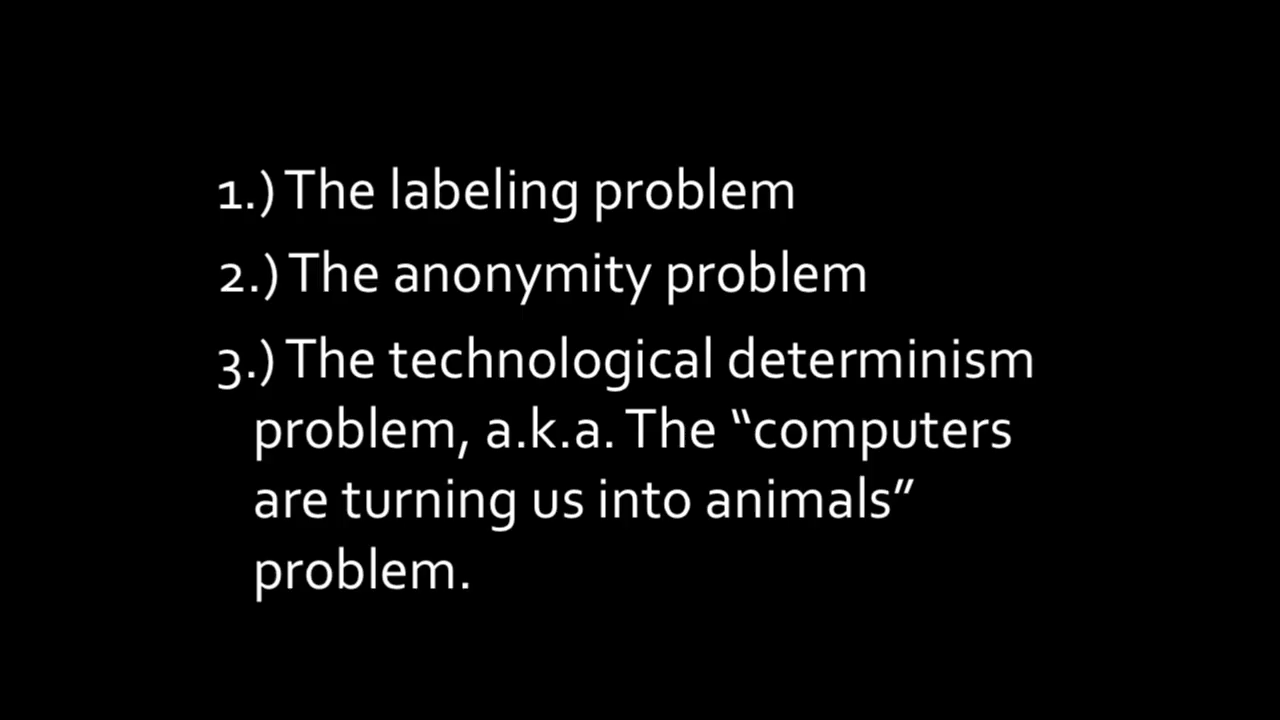 1.) The labeling problem
2.) The anonymity problem
3.) The technological determinism
problem, a.k.a. The “computers
are turning us into animals”
problem.